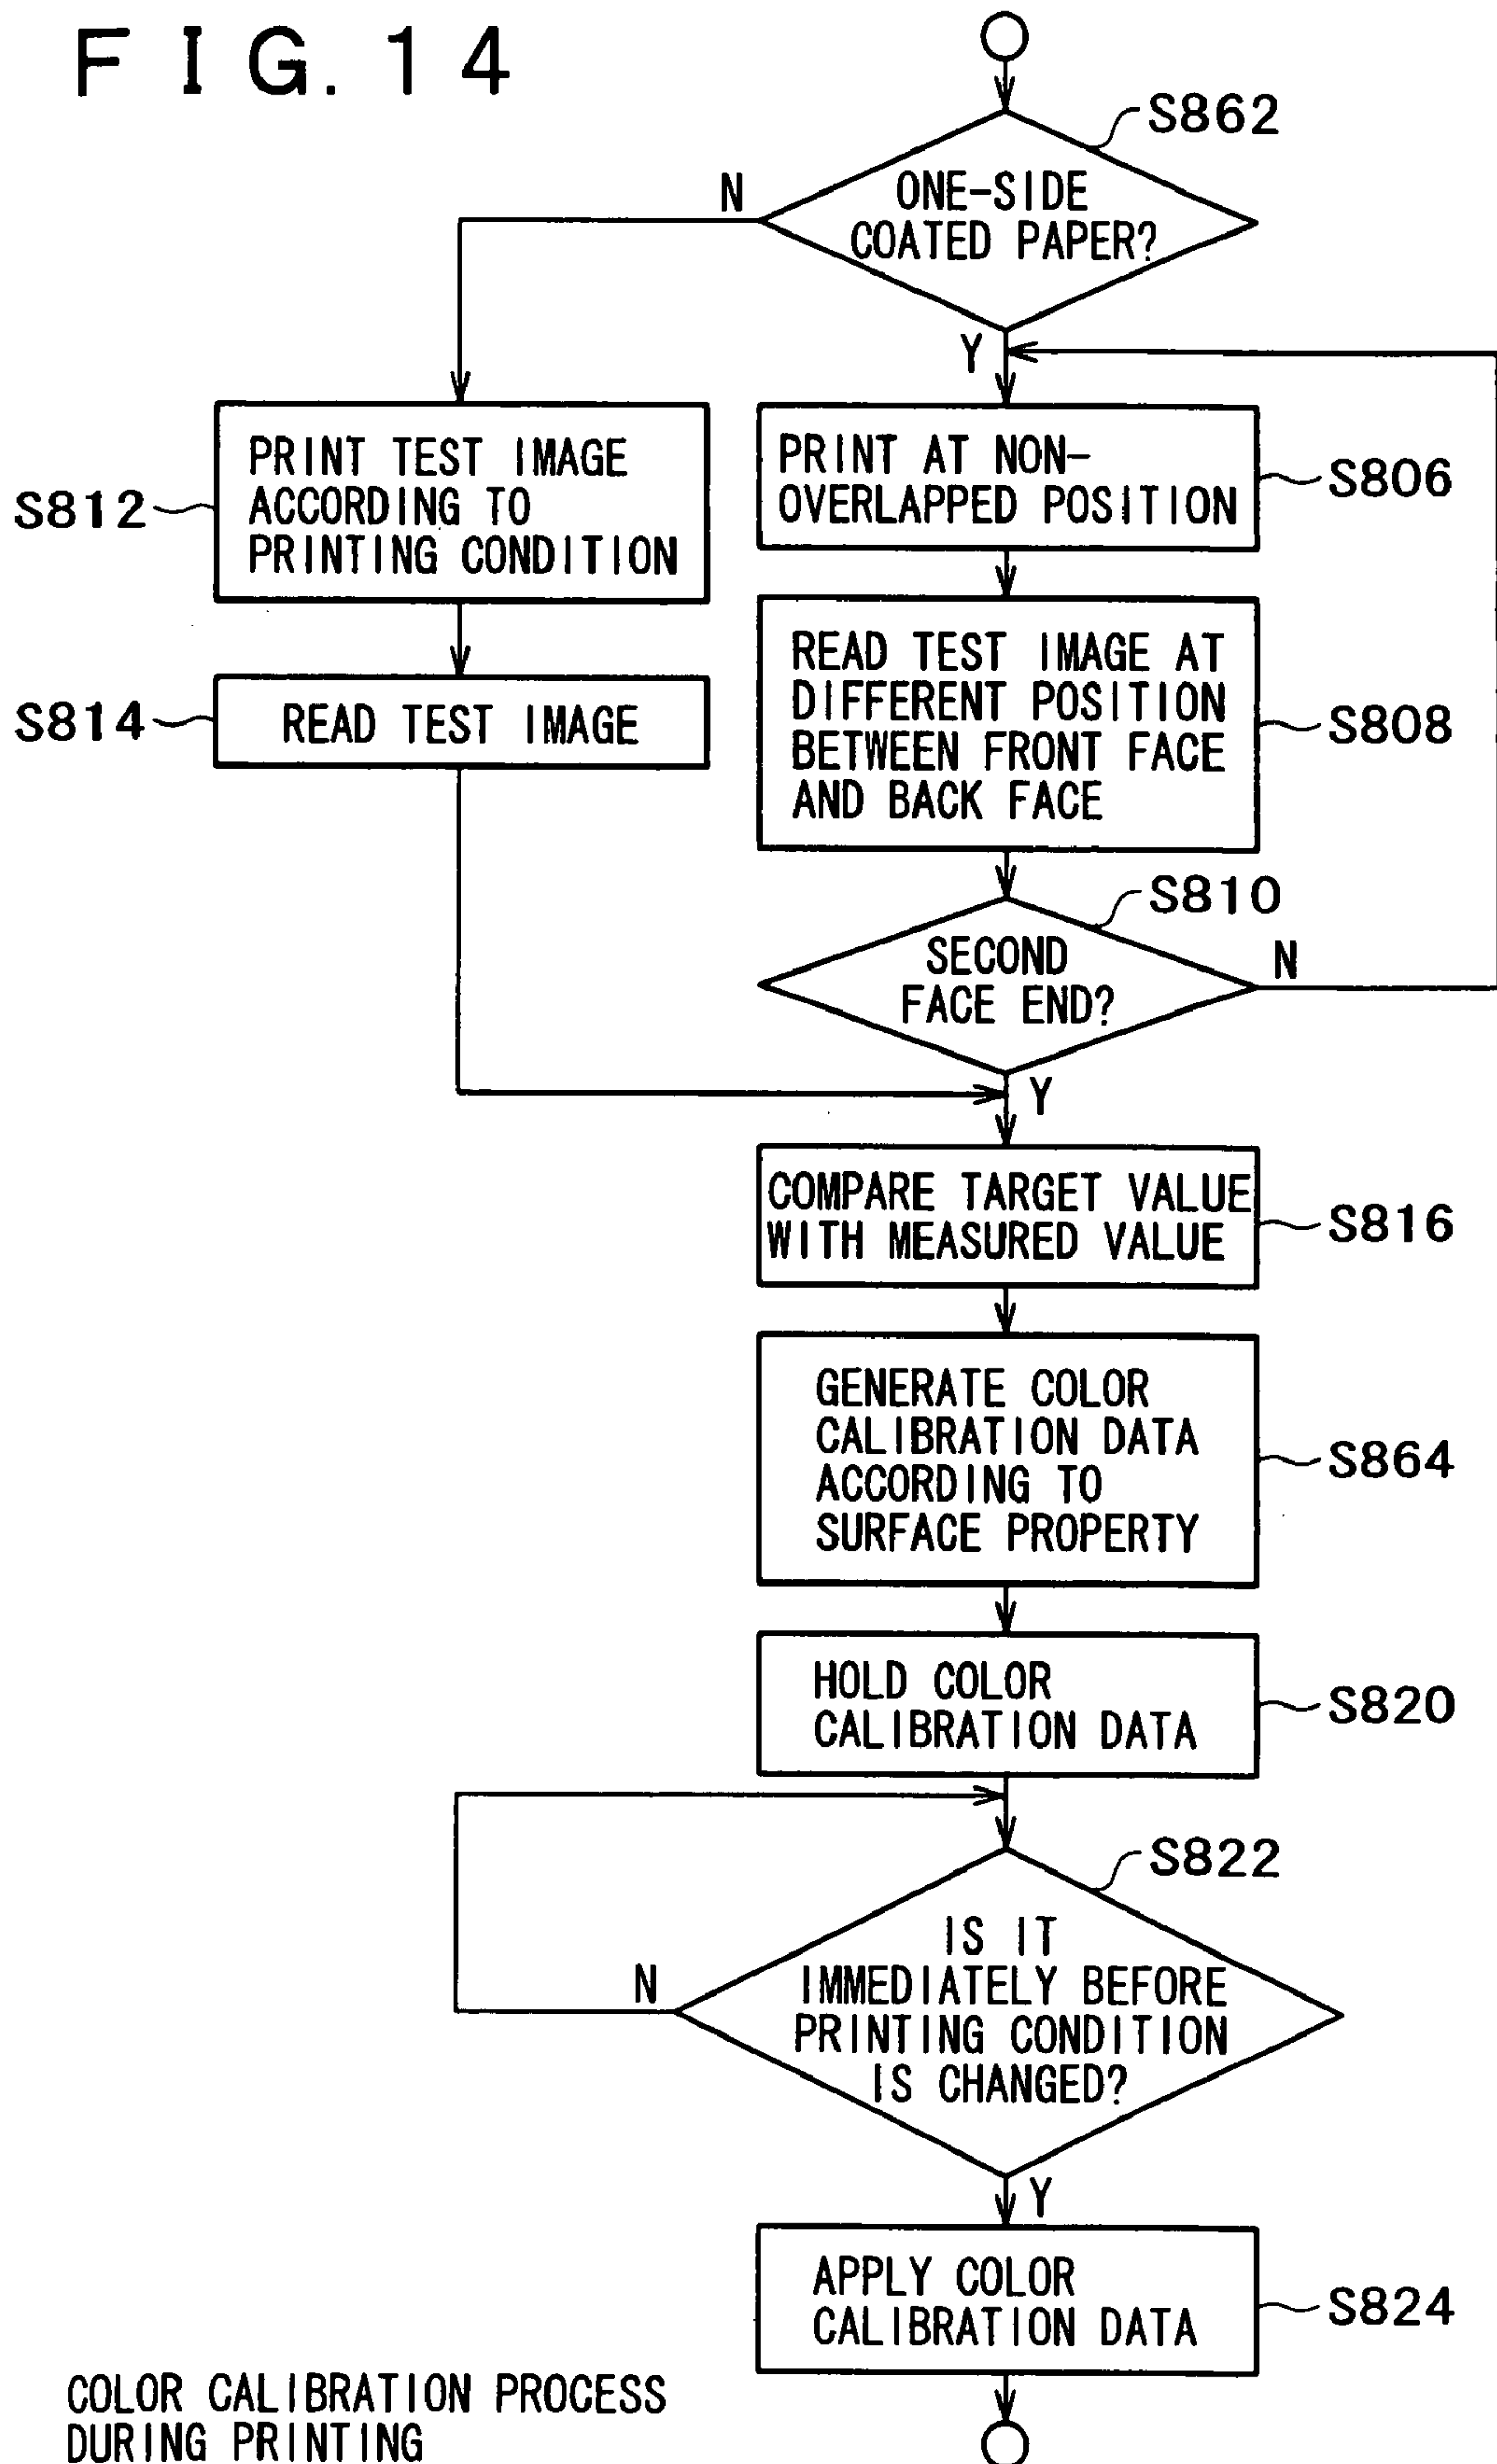 FIG. 14
S862
ONE-SIDE
COATED PAPER?
N
Y
PRINT TEST IMAGE
ACCORDING TO
PRINTING CONDITION
S812
PRINT AT NON-
OVERLAPPED POSITION
S806
READ TEST IMAGE
S814
READ TEST IMAGE AT
DIFFERENT POSITION
BETWEEN FRONT FACE
AND BACK FACE
S808
S810
SECOND
FACE END?
N
Y
COMPARE TARGET VALUE
WITH MEASURED VALUE
S816
GENERATE COLOR
CALIBRATION DATA
ACCORDING TO
SURFACE PROPERTY
S864
HOLD COLOR
CALIBRATION DATA
S820
S822
IS IT
IMMEDIATELY BEFORE
PRINTING CONDITION
IS CHANGED?
N
Y
APPLY COLOR
CALIBRATION DATA
S824
COLOR CALIBRATION PROCESS
DURING PRINTING